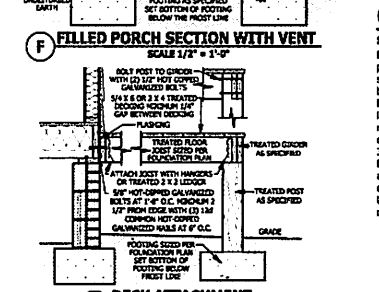 UNDISTURBED
EARTH
FOOTING AS SPECIFIED
SET BOTTOM OF FOOTING
BELOW THE FROST LINE
F FILLED PORCH SECTION WITH VENT
SCALE 1/2" = 1'-0"
BOLT POST TO GIRDER
WITH (2) 1/2" HOT DIPPED
GALVANIZED BOLTS
5/4 X 6 OR 2 X 4 TREATED
DECKING MINIMUM 1/4"
GAP BETWEEN DECKING
FLASHING
TREATED FLOOR
JOIST SIZED PER
FOUNDATION PLAN
TREATED GIRDER
AS SPECIFIED
ATTACH JOIST WITH HANGERS
OR TREATED 2 X 2 LEDGER
5/8" HOT-DIPPED GALVANIZED
BOLTS AT 1'-6" O.C. MINIMUM 2
1/2" FROM EDGE WITH (3) 12d
COMMON HOT-DIPPED
GALVANIZED NAILS AT 6" O.C.
TREATED POST
AS SPECIFIED
GRADE
FOOTING SIZED PER
FOUNDATION PLAN
SET BOTTOM OF
FOOTING BELOW
FROST LINE
DECK ATTACHMENT